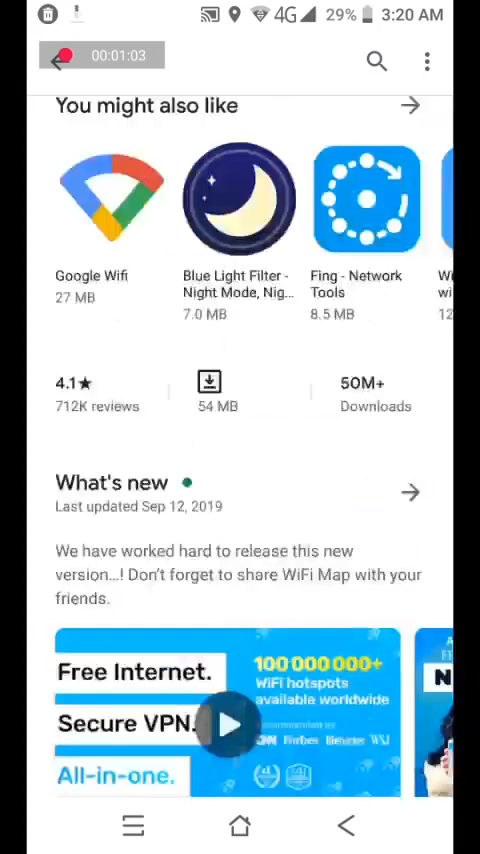 4G 29% 3:20 AM
00:01:03
You might also like
Google Wifi
27 MB
Blue Light Filter -
Night Mode, Nig...
7.0 MB
Fing - Network
Tools
8.5 MB
Wi
wi
12
4.1★
712K reviews
54 MB
50M+
Downloads
What's new
Last updated Sep 12, 2019
We have worked hard to release this new
version...! Don't forget to share WiFi Map with your
friends.
Free Internet.
Secure VPN.
All-in-one.
100 000 000+
WiFi hotspots
available worldwide
Forbes
WSJ
N